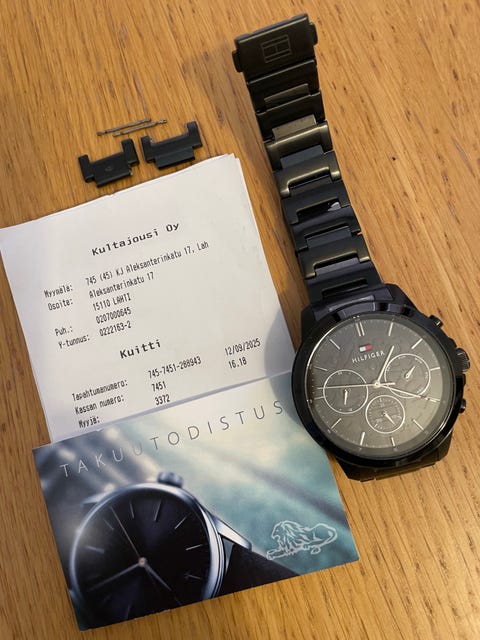 Kultajousi Oy
Myymälä: 745 (45) KJ Aleksanterinkatu 17, Lah
Osoite: Aleksanterinkatu 17
15110 LAHTI
Puh.: 0207000645
Y-tunnus: 0222163-2
Kuitti
Tapahtumanumero: 745-7451-288943 12/09/2025
Kassan numero: 7451 16.18
Myyjä: 3372
TAKUUTODISTUS
TOMMY
HILFIGER